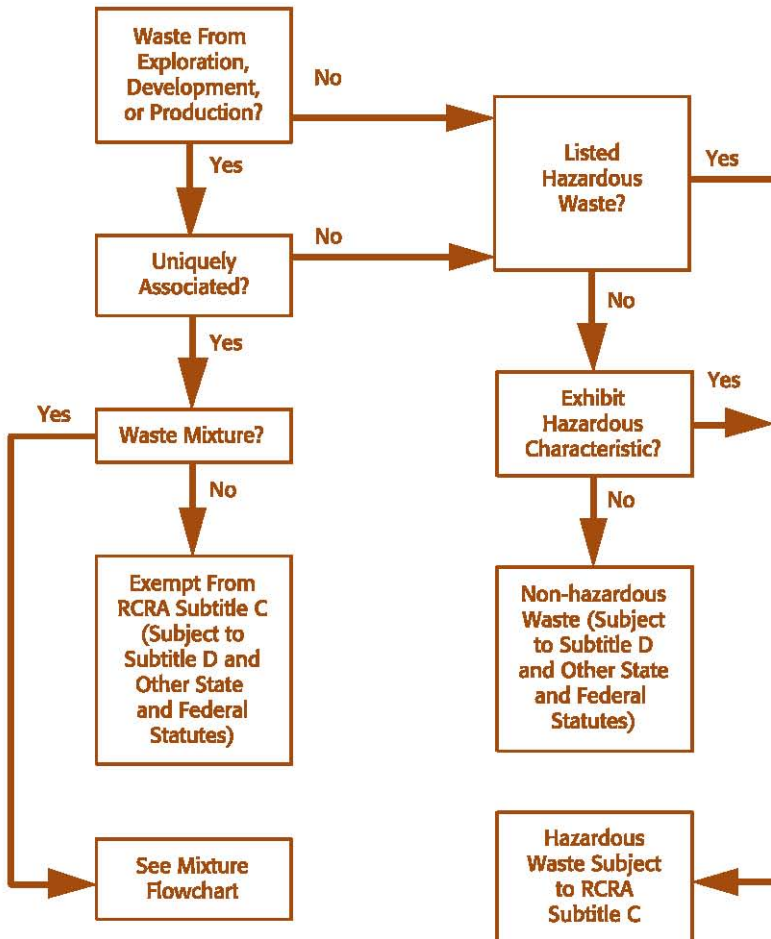 Waste From
Exploration,
Development,
or Production?
No
Listed
Hazardous
Waste?
Yes
Yes
Uniquely
Associated?
No
No
Yes
Yes
Waste Mixture?
Exhibit
Hazardous
Characteristic?
Yes
No
No
Exempt From
RCRA Subtitle C
(Subject to
Subtitle D and
Other State
and Federal
Statutes)
Non-hazardous
Waste (Subject
to Subtitle D
and Other State
and Federal
Statutes)
See Mixture
Flowchart
Hazardous
Waste Subject
to RCRA
Subtitle C